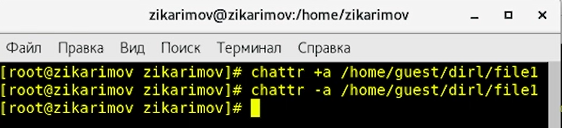 zikarimov@zikarimov:/home/zikarimov
Файл Правка Вид Поиск Терминал Справка
[root@zikarimov zikarimov]# chattr +a /home/guest/dirl/file1
[root@zikarimov zikarimov]# chattr -a /home/guest/dirl/file1
[root@zikarimov zikarimov]#